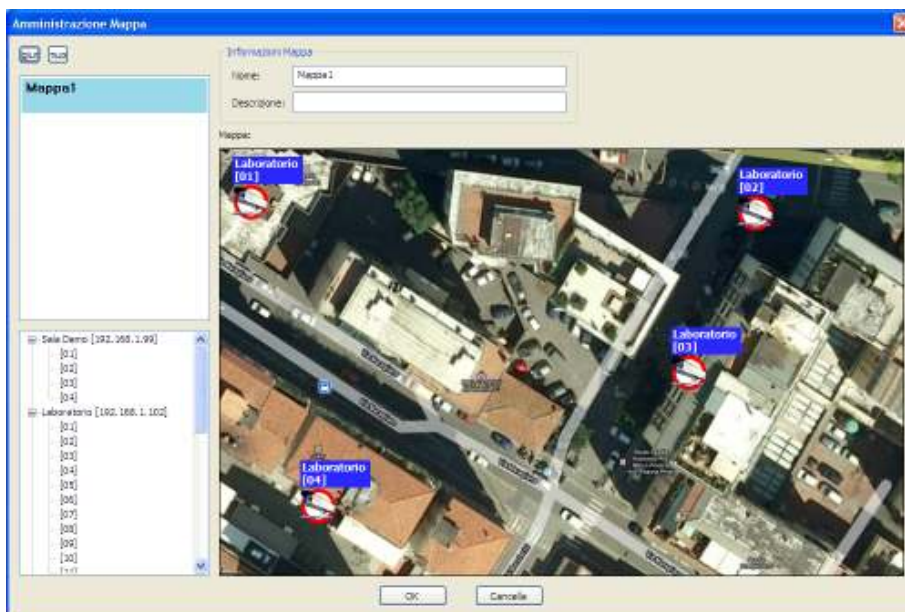 Amministrazione Mappa
Informazioni Mappa
Nome:
Mappa1
Descrizione:
Mappa1
Mappa:
Laboratorio
[01]
Laboratorio
[02]
Laboratorio
[03]
Laboratorio
[04]
Sala Demo [192.168.1.99]
[01]
[02]
[03]
[04]
Laboratorio [192.168.1.102]
[01]
[02]
[03]
[04]
[05]
[06]
[07]
[08]
[09]
[10]
OK
Cancella